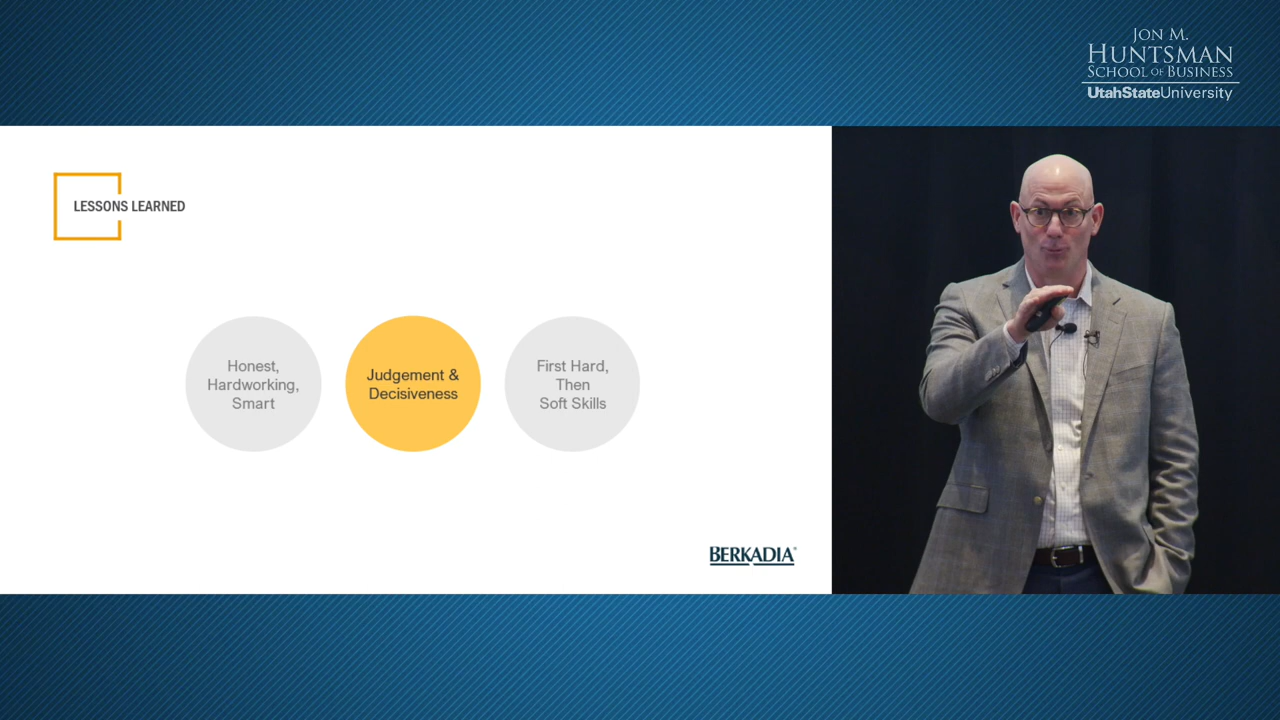 JON M.
HUNTSMAN
SCHOOL OF BUSINESS
UtahStateUniversity
LESSONS LEARNED
Honest,
Hardworking,
Smart
Judgement &
Decisiveness
First Hard,
Then
Soft Skills
BERKADIA®